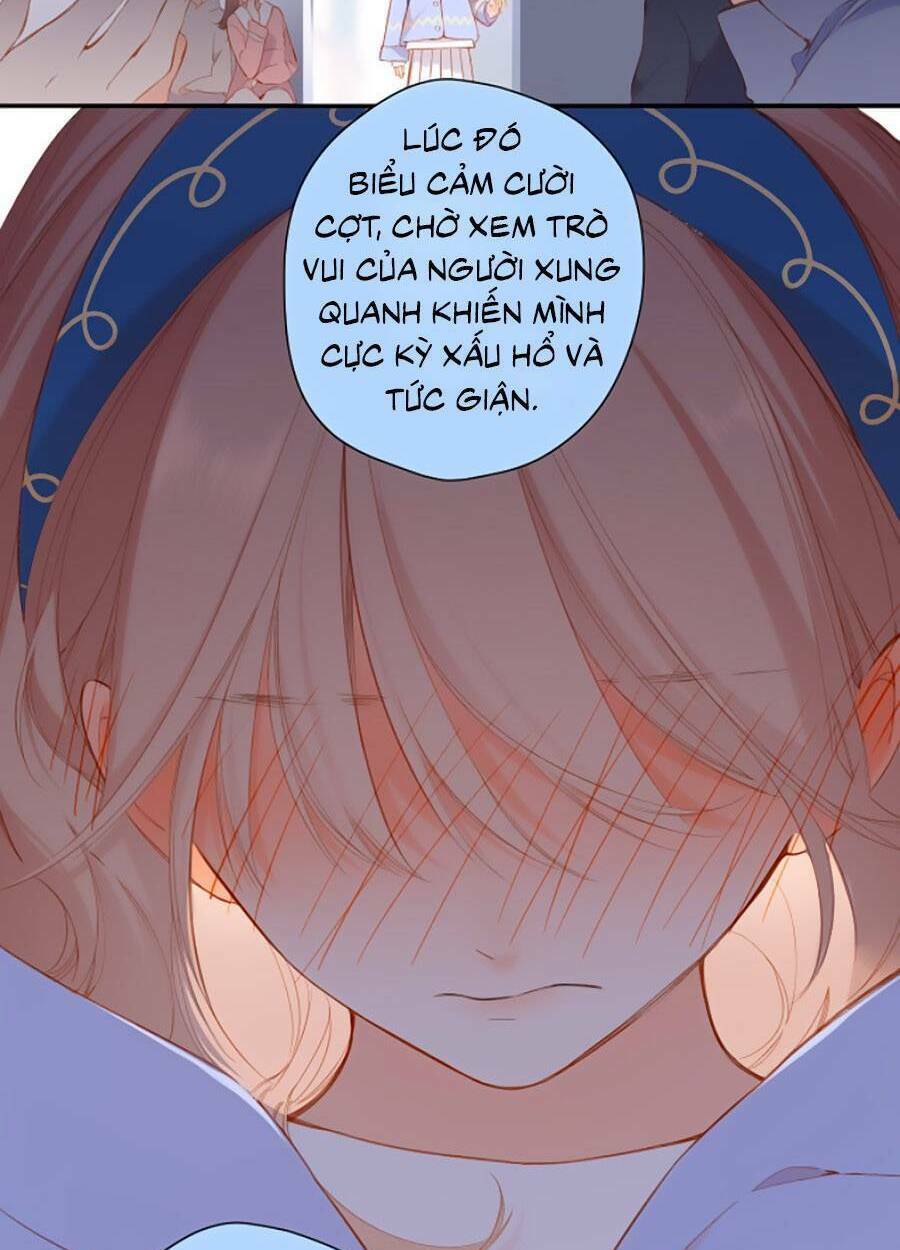 LÚC ĐÓ
BIỂU CẢM CƯỜI
CỢT, CHỜ XEM TRÒ
VUI CỦA NGƯỜI XUNG
QUANH KHIẾN MÌNH
CỰC KỲ XẤU HỔ VÀ
TỨC GIẬN.